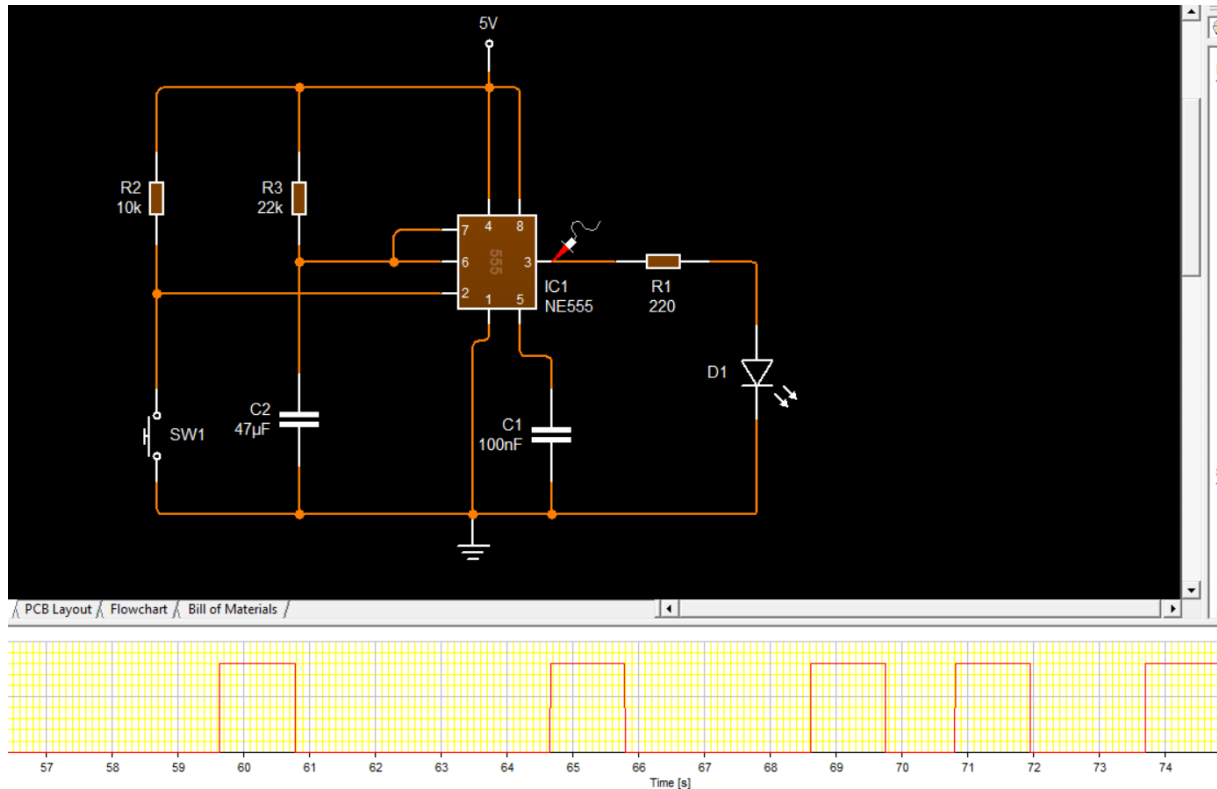 5V
R2
10k
R3
22k
7
4
8
6
555
3
2
1
5
IC1
NE555
R1
220
D1
C2
47µF
SW1
C1
100nF
PCB Layout Flowchart Bill of Materials
57 58 59 60 61 62 63 64 65 66 67 68 69 70 71 72 73 74
Time [s]